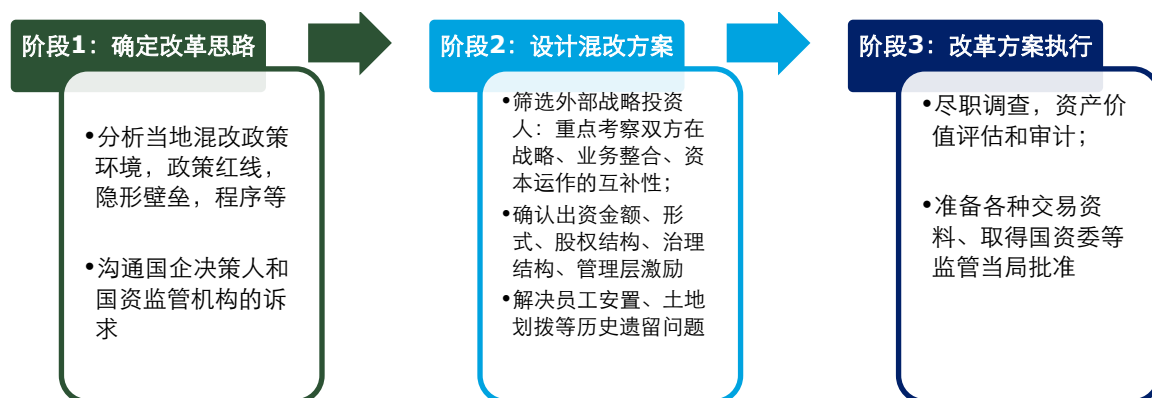 阶段1：确定改革思路
•分析当地混改政策
环境，政策红线，
隐形壁垒，程序等
•沟通国企决策人和
国资监管机构的诉
求
阶段2：设计混改方案
•筛选外部战略投资
人：重点考察双方在
战略、业务整合、资
本运作的互补性；
•确认出资金额、形
式、股权结构、治理
结构、管理层激励
•解决员工安置、土地
划拨等历史遗留问题
阶段3：改革方案执行
•尽职调查，资产价
值评估和审计；
•准备各种交易资
料、取得国资委等
监管当局批准